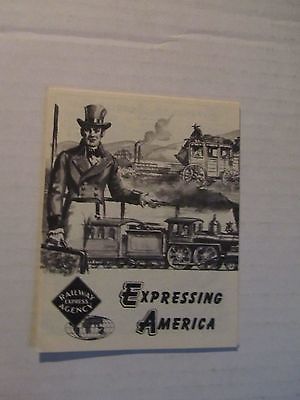 RAILWAY
EXPRESS
AGENCY
EXPRESSING
AMERICA